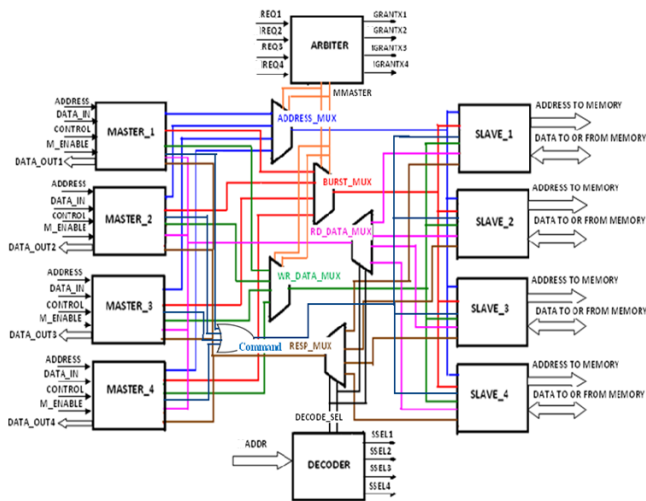 REQ1
IREQ2
REQ3
IREQ4
ARBITER
GRANTX1
IGRANTX2
IGRANTX3
IGRANTX4
MMASTER
ADDRESS
DATA_IN
CONTROL
M_ENABLE
DATA_OUT1
MASTER_1
ADDRESS
DATA_IN
CONTROL
M_ENABLE
DATA_OUT2
MASTER_2
ADDRESS
DATA_IN
CONTROL
M_ENABLE
DATA_OUT3
MASTER_3
ADDRESS
DATA_IN
CONTROL
M_ENABLE
DATA_OUT4
MASTER_4
ADDRESS_MUX
BURST_MUX
RD_DATA_MUX
WR_DATA_MUX
Command
RESP_MUX
DECODE_SEL
SLAVE_1
ADDRESS TO MEMORY
DATA TO OR FROM MEMORY
SLAVE_2
ADDRESS TO MEMORY
DATA TO OR FROM MEMORY
SLAVE_3
ADDRESS TO MEMORY
DATA TO OR FROM MEMORY
SLAVE_4
ADDRESS TO MEMORY
DATA TO OR FROM MEMORY
ADDR
DECODER
SSEL1
SSEL2
SSEL3
SSEL4